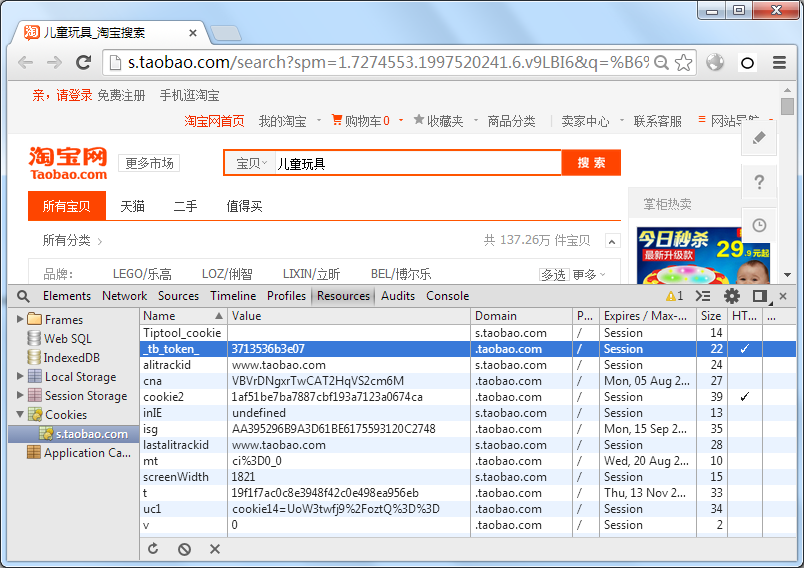 儿童玩具_淘宝搜索
s.taobao.com/search?spm=1.7274553.1997520241.6.v9LBI6&q=%B6%
亲，请登录 免费注册 手机逛淘宝
淘宝网首页 我的淘宝 购物车0 收藏夹 商品分类 卖家中心 联系客服 网站导航
淘宝网
Taobao.com
更多市场
宝贝 儿童玩具 搜 索
所有宝贝 天猫 二手 值得买
掌柜热卖
所有分类 > 共 137.26万 件宝贝
今日秒杀
最新升级款 29.9元起
品牌： LEGO/乐高 LOZ/俐智 LIXIN/立昕 BEL/博尔乐 多选 更多
Elements Network Sources Timeline Profiles Resources Audits Console 1
Frames
Web SQL
IndexedDB
Local Storage
Session Storage
Cookies
s.taobao.com
Application Ca...
Name Value Domain P... Expires / Max-... Size HT... ...
Tiptool_cookie s.taobao.com / Session 14
_tb_token_ 3713536b3e07 .taobao.com / Session 22 ✓
alitrackid www.taobao.com s.taobao.com / Session 24
cna VBVrDNgxrTwCAT2HqVS2cm6M .taobao.com / Mon, 05 Aug 2... 27
cookie2 1af51be7ba7887cbf193a7123a0674ca .taobao.com / Session 39 ✓
inIE undefined s.taobao.com / Session 13
isg AA395296B9A3D61BE6175593120C2748 .taobao.com / Mon, 15 Sep 2... 35
lastalitrackid www.taobao.com s.taobao.com / Session 28
mt ci%3D0_0 .taobao.com / Wed, 20 Aug 2... 10
screenWidth 1821 s.taobao.com / Session 15
t 19f1f7ac0c8e3948f42c0e498ea956eb .taobao.com / Thu, 13 Nov 2... 33
uc1 cookie14=UoW3twfj9%2FoztQ%3D%3D .taobao.com / Session 34
v 0 .taobao.com / Session 2